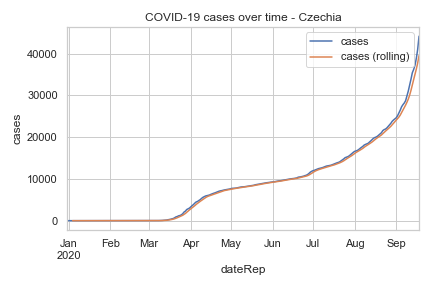 COVID-19 cases over time - Czechia
cases
cases (rolling)
cases
40000
30000
20000
10000
0
Jan Feb Mar Apr May Jun Jul Aug Sep
2020
dateRep